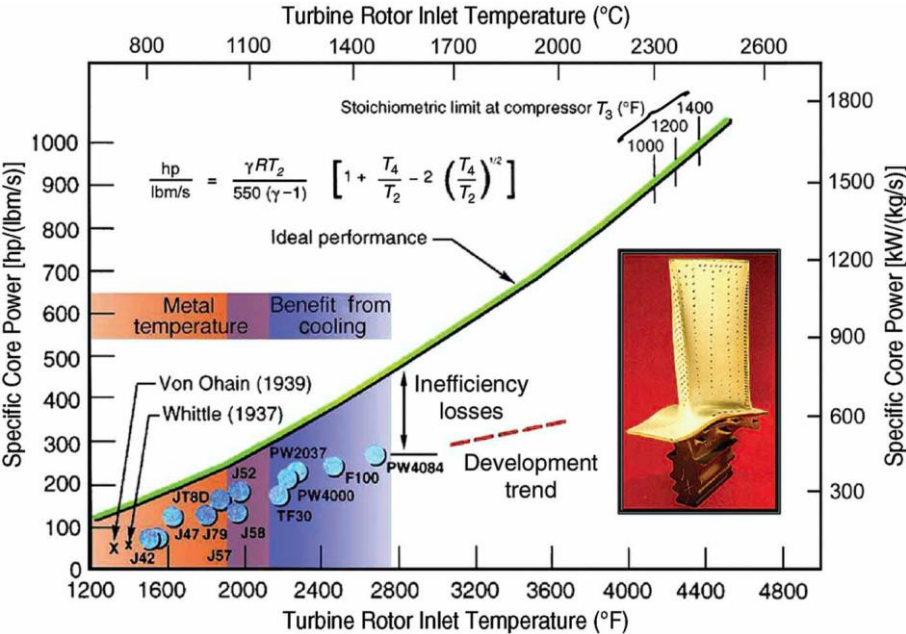 Turbine Rotor Inlet Temperature (°C)
800 1100 1400 1700 2000 2300 2600
Stoichiometric limit at compressor T₃ (°F)
1400
1200
1000
hp/lbm/s = γRT₂/550 (γ−1) [1 + T₄/T₂ − 2 (T₄/T₂)^1/2]
Ideal performance
Metal temperature
Benefit from cooling
Von Ohain (1939)
Whittle (1937)
Inefficiency
losses
Development
trend
PW2037
J52
F100
PW4084
JT8D
PW4000
TF30
J47
J79
J58
J42
J57
Specific Core Power [hp/(lbm/s)]
1000
900
800
700
600
500
400
300
200
100
0
Specific Core Power [kW/(kg/s)]
1800
1500
1200
900
600
300
1200 1600 2000 2400 2800 3200 3600 4000 4400 4800
Turbine Rotor Inlet Temperature (°F)